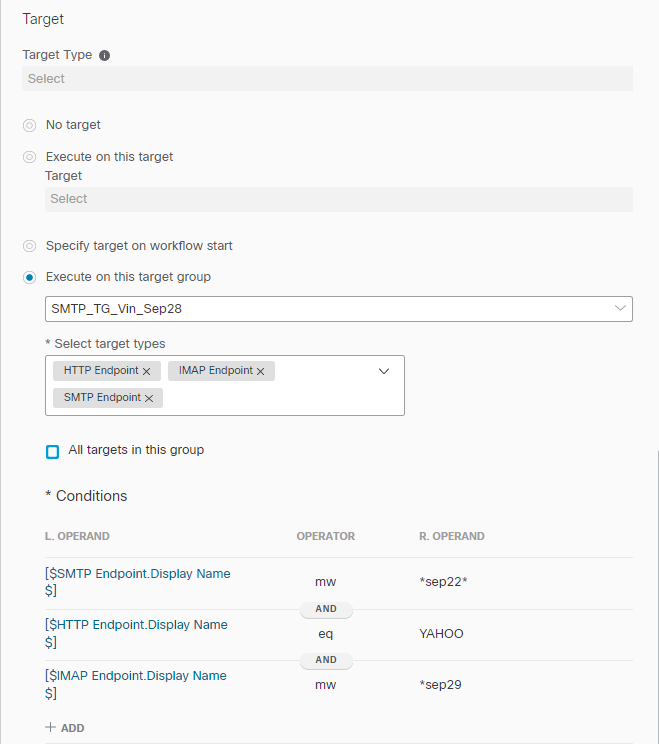 Target
Target Type
Select
No target
Execute on this target
Target
Select
Specify target on workflow start
Execute on this target group
SMTP_TG_Vin_Sep28
* Select target types
HTTP Endpoint × IMAP Endpoint ×
SMTP Endpoint ×
All targets in this group
* Conditions
L. OPERAND OPERATOR R. OPERAND
[$SMTP Endpoint.Display Name
$] mw *sep22*
AND
[$HTTP Endpoint.Display Name
$] eq YAHOO
AND
[$IMAP Endpoint.Display Name
$] mw *sep29
+ ADD